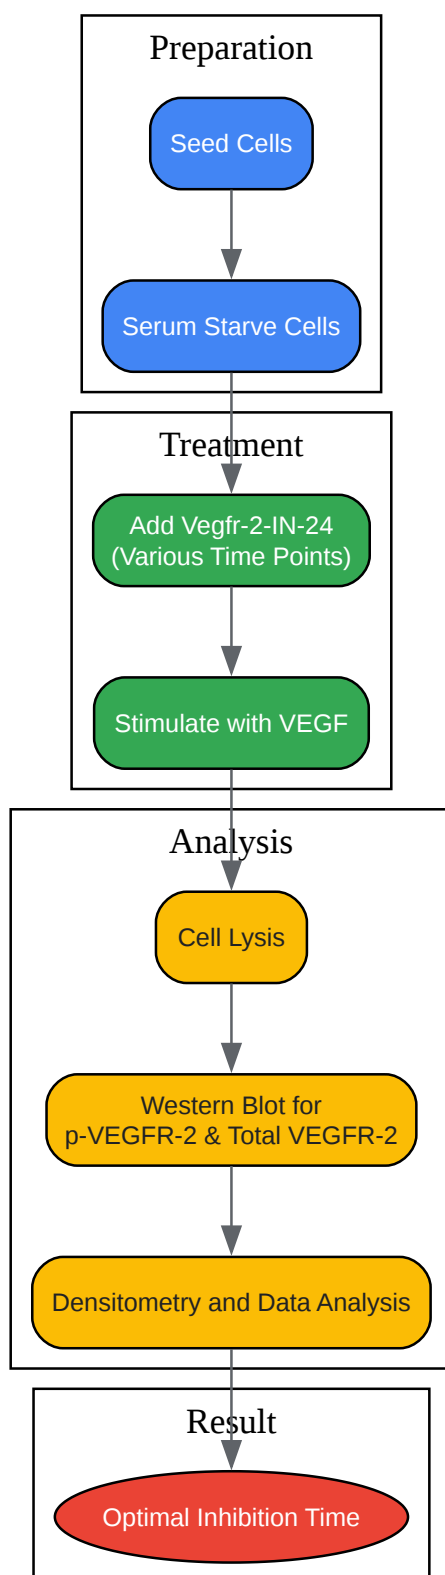 Preparation
Seed Cells
Serum Starve Cells
Treatment
Add Vegfr-2-IN-24
(Various Time Points)
Stimulate with VEGF
Analysis
Cell Lysis
Western Blot for
p-VEGFR-2 & Total VEGFR-2
Densitometry and Data Analysis
Result
Optimal Inhibition Time